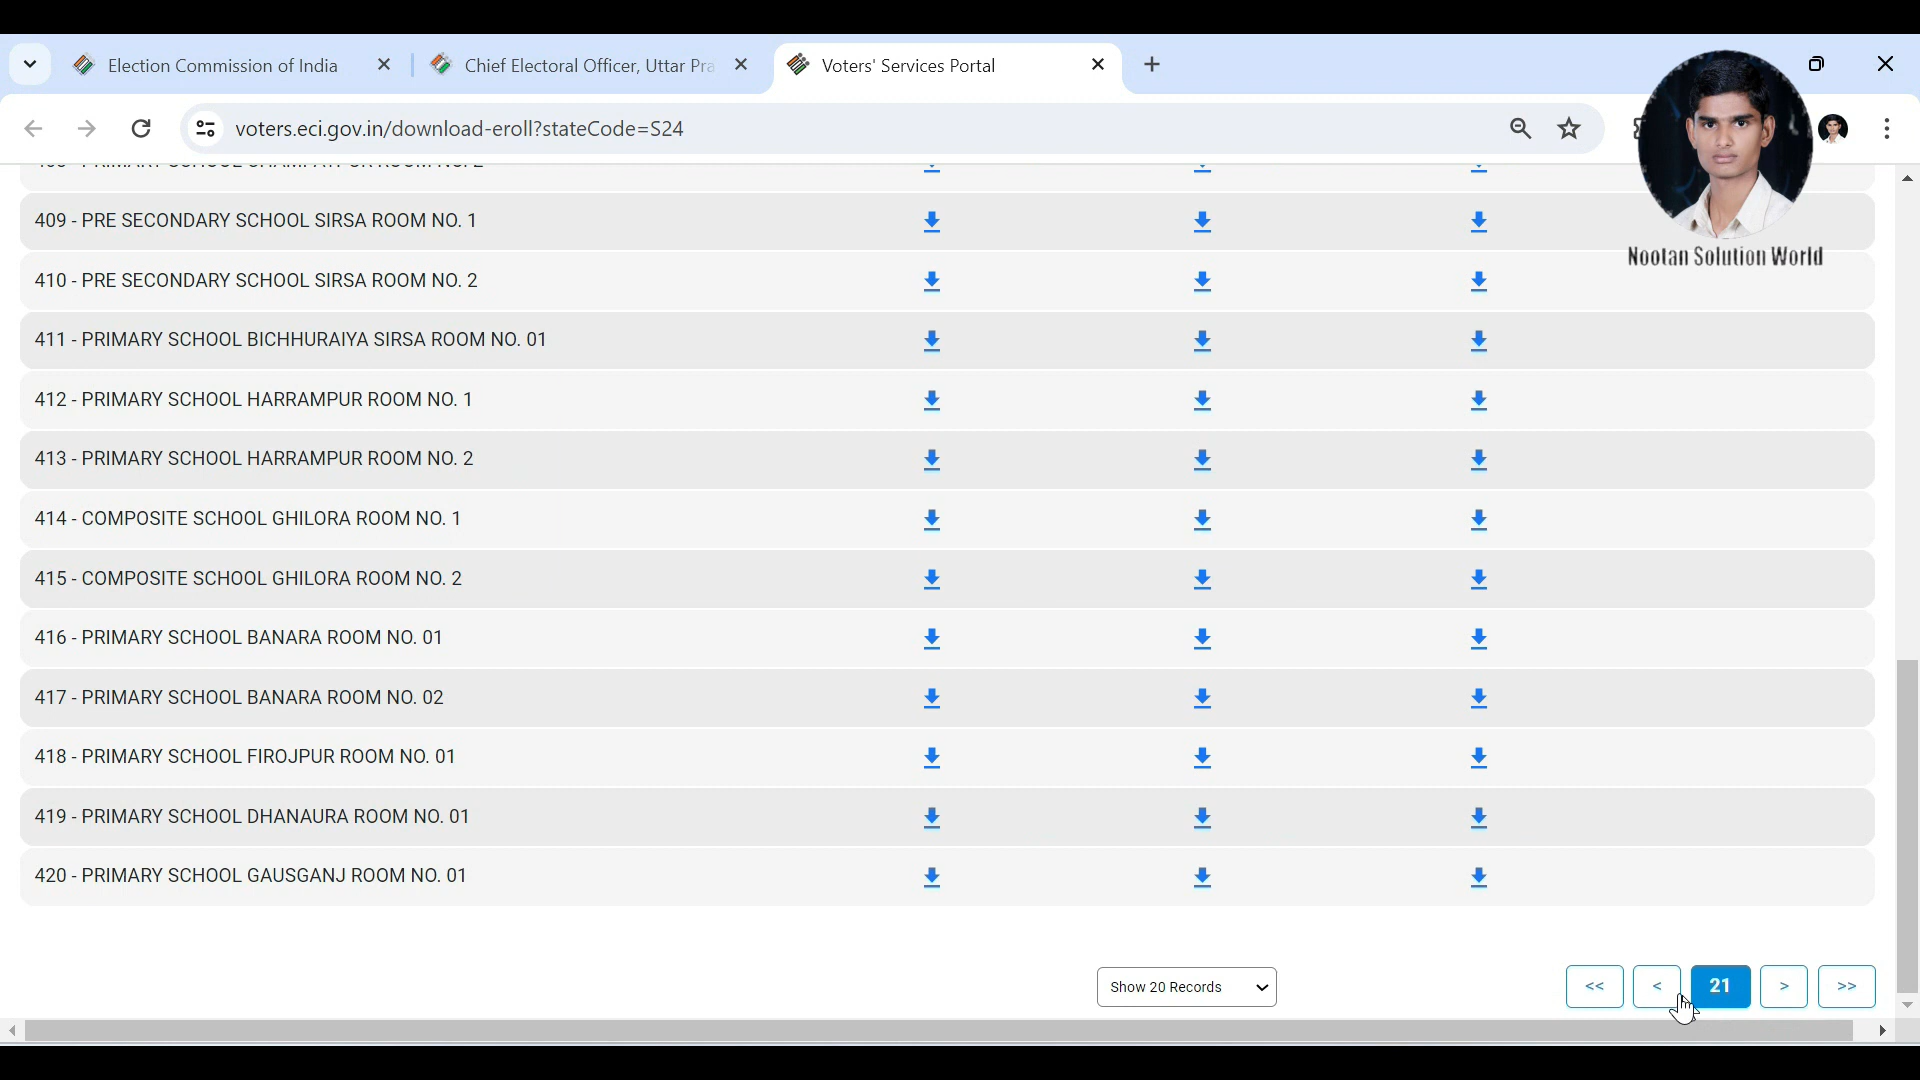 Election Commission of India
Chief Electoral Officer, Uttar Pra
Voters' Services Portal
voters.eci.gov.in/download-eroll?stateCode=S24
Nootan Solution World
409 - PRE SECONDARY SCHOOL SIRSA ROOM NO. 1
410 - PRE SECONDARY SCHOOL SIRSA ROOM NO. 2
411 - PRIMARY SCHOOL BICHHURAIYA SIRSA ROOM NO. 01
412 - PRIMARY SCHOOL HARRAMPUR ROOM NO. 1
413 - PRIMARY SCHOOL HARRAMPUR ROOM NO. 2
414 - COMPOSITE SCHOOL GHILORA ROOM NO. 1
415 - COMPOSITE SCHOOL GHILORA ROOM NO. 2
416 - PRIMARY SCHOOL BANARA ROOM NO. 01
417 - PRIMARY SCHOOL BANARA ROOM NO. 02
418 - PRIMARY SCHOOL FIROJPUR ROOM NO. 01
419 - PRIMARY SCHOOL DHANAURA ROOM NO. 01
420 - PRIMARY SCHOOL GAUSGANJ ROOM NO. 01
Show 20 Records << < 21 > >>